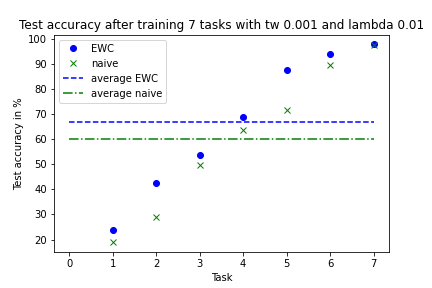 Test accuracy after training 7 tasks with tw 0.001 and lambda 0.01
EWC
naive
average EWC
average naive
Test accuracy in %
100
90
80
70
60
50
40
30
20
0 1 2 3 4 5 6 7
Task